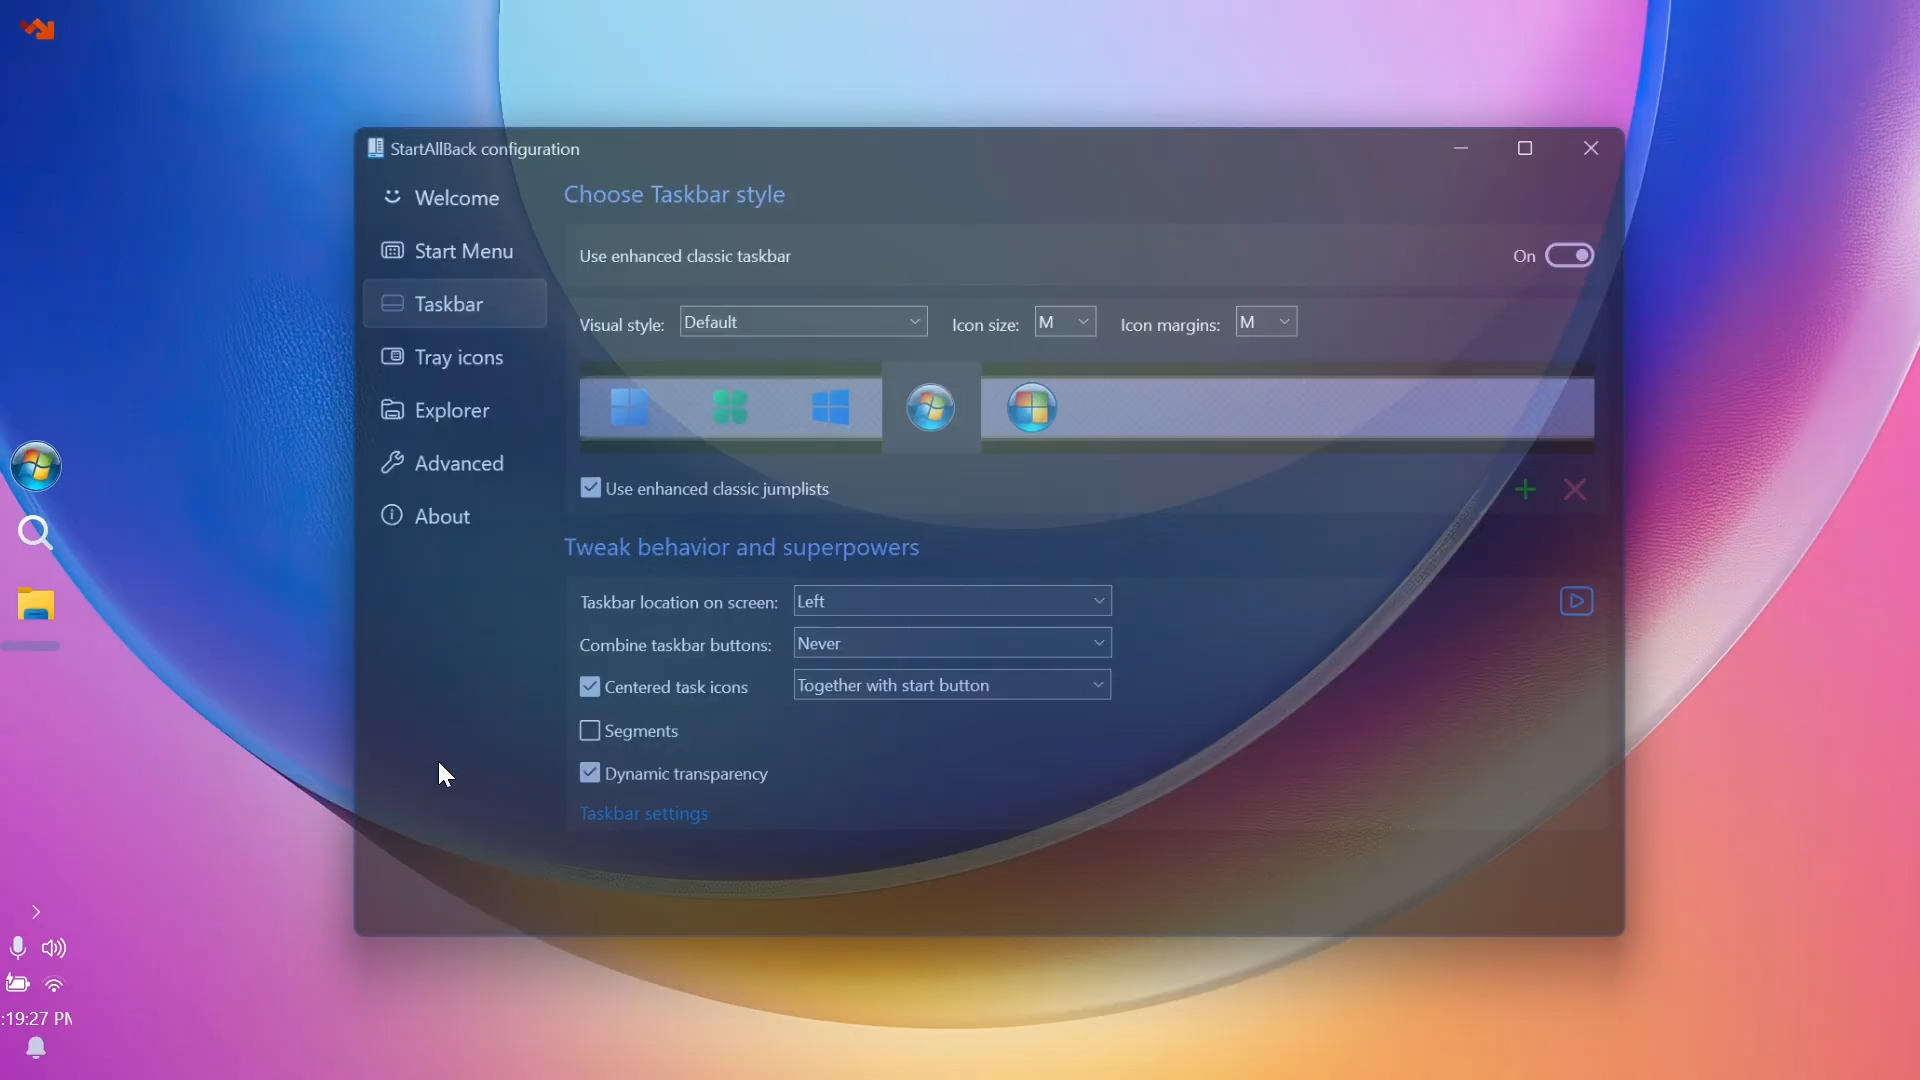 StartAllBack configuration
Welcome
Start Menu
Taskbar
Tray icons
Explorer
Advanced
About
Choose Taskbar style
Use enhanced classic taskbar
On
Visual style: Default Icon size: M Icon margins: M
Use enhanced classic jumplists
Tweak behavior and superpowers
Taskbar location on screen: Left
Combine taskbar buttons: Never
Centered task icons Together with start button
Segments
Dynamic transparency
Taskbar settings
:19:27 PM